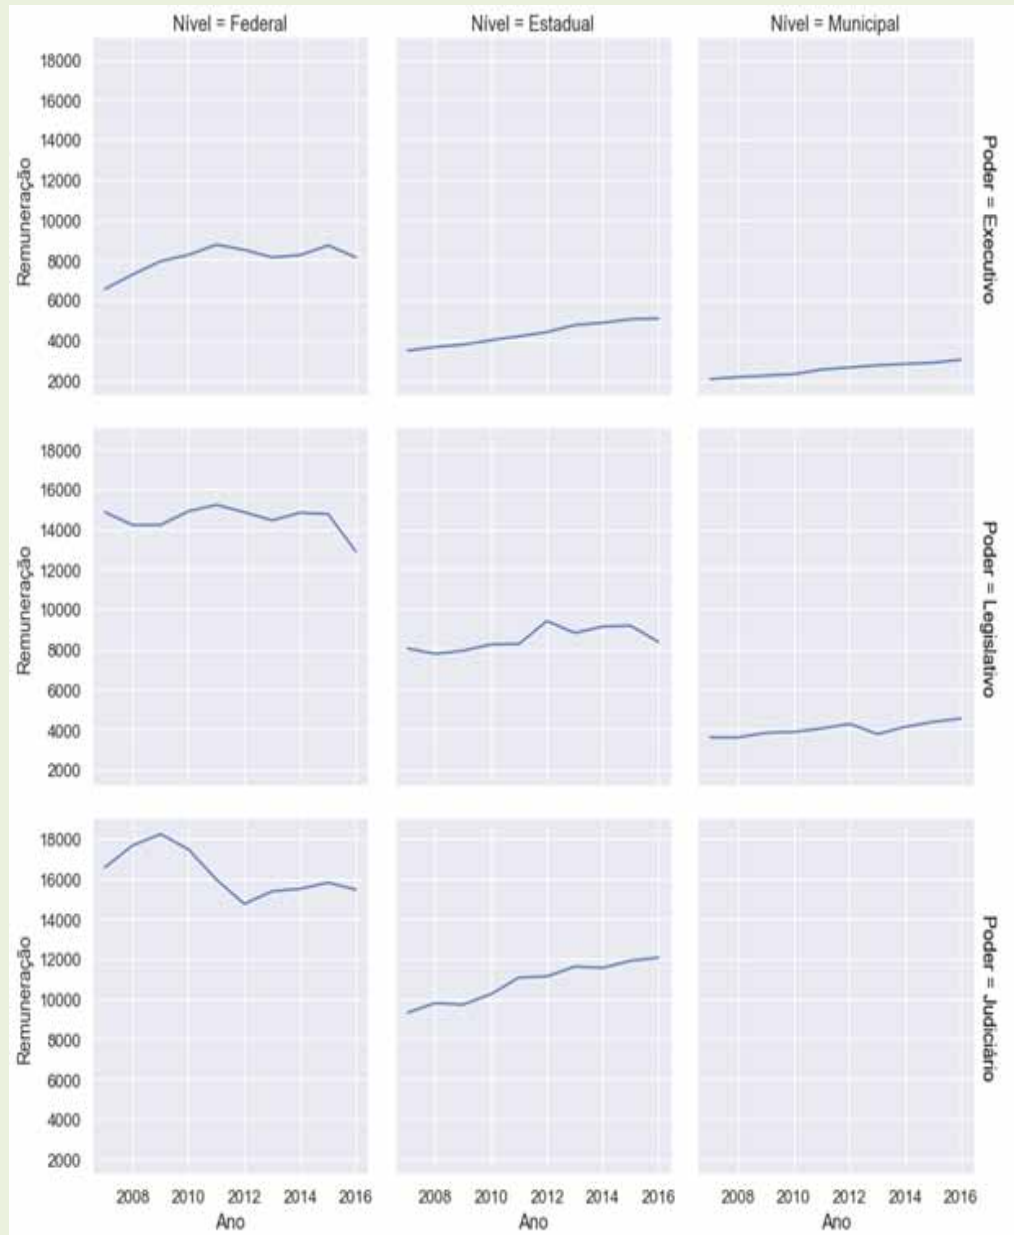 Nível = Federal
Nível = Estadual
Nível = Municipal
18000
16000
14000
12000
10000
8000
6000
4000
2000
Remuneração
Poder = Executivo
18000
16000
14000
12000
10000
8000
6000
4000
2000
Remuneração
Poder = Legislativo
18000
16000
14000
12000
10000
8000
6000
4000
2000
Remuneração
Poder = Judiciário
2008 2010 2012 2014 2016
2008 2010 2012 2014 2016
2008 2010 2012 2014 2016
Ano
Ano
Ano